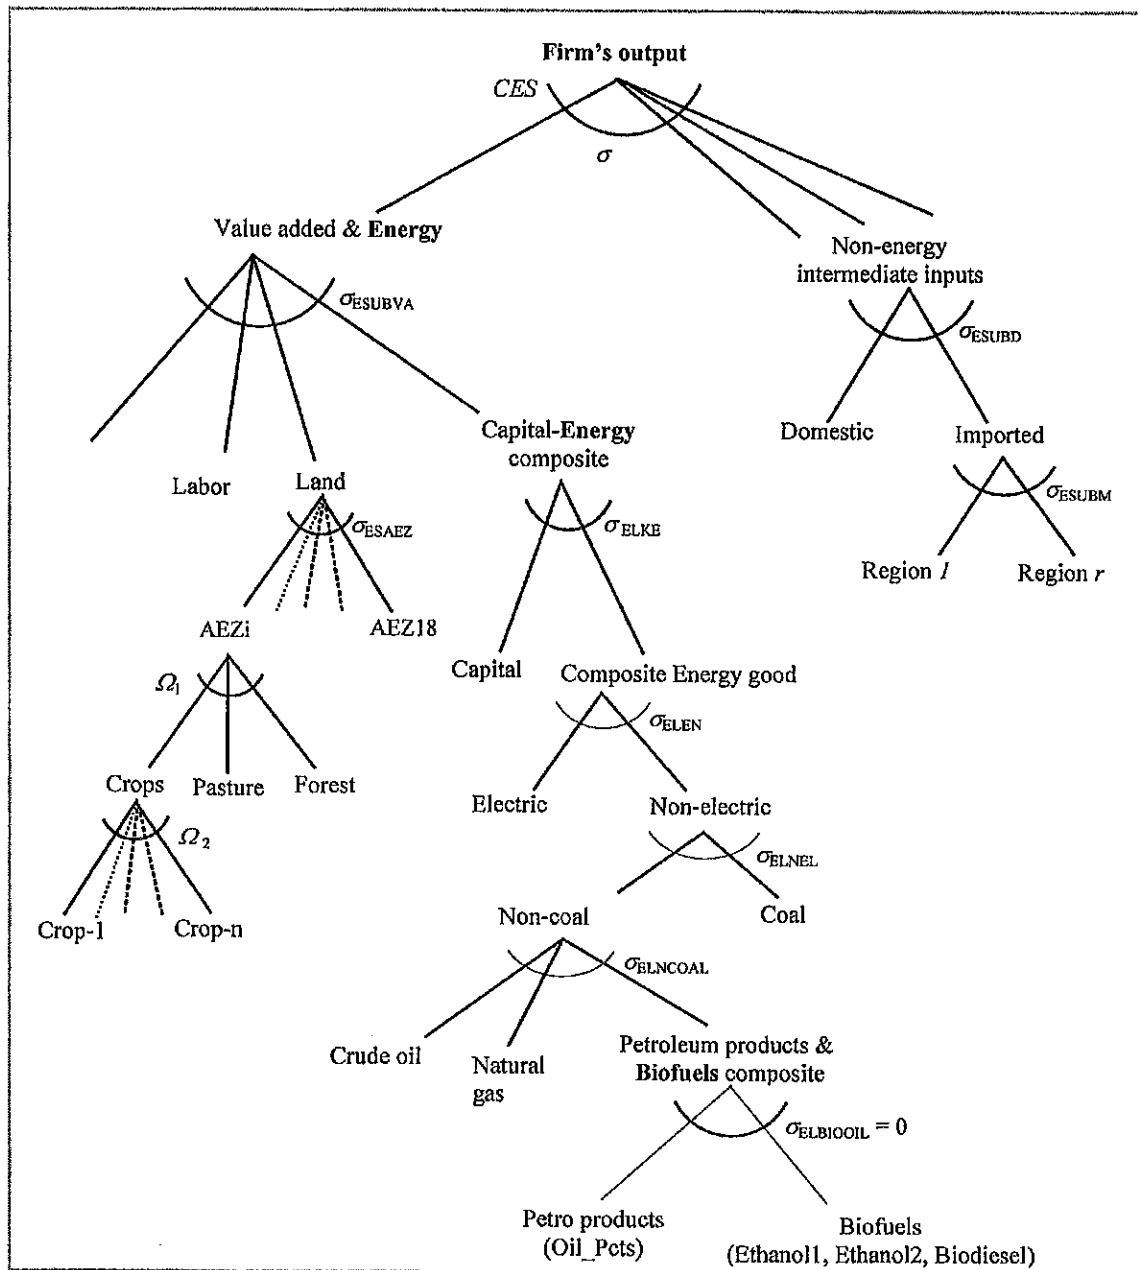 Firm's output
CES
σ
Value added & Energy
Non-energy
intermediate inputs
σESUBVA
σESUBD
Capital-Energy
composite
Domestic
Imported
Labor
Land
σESAEZ
σELKE
σESUBM
Region 1
Region r
AEZi
AEZ18
Capital
Composite Energy good
Ω1
σELEN
Crops
Pasture
Forest
Electric
Non-electric
Ω2
σELNEL
Crop-1
Crop-n
Non-coal
Coal
σELNCOAL
Crude oil
Natural
gas
Petroleum products &
Biofuels composite
σELBIOOIL = 0
Petro products
(Oil_Pcts)
Biofuels
(Ethanol1, Ethanol2, Biodiesel)